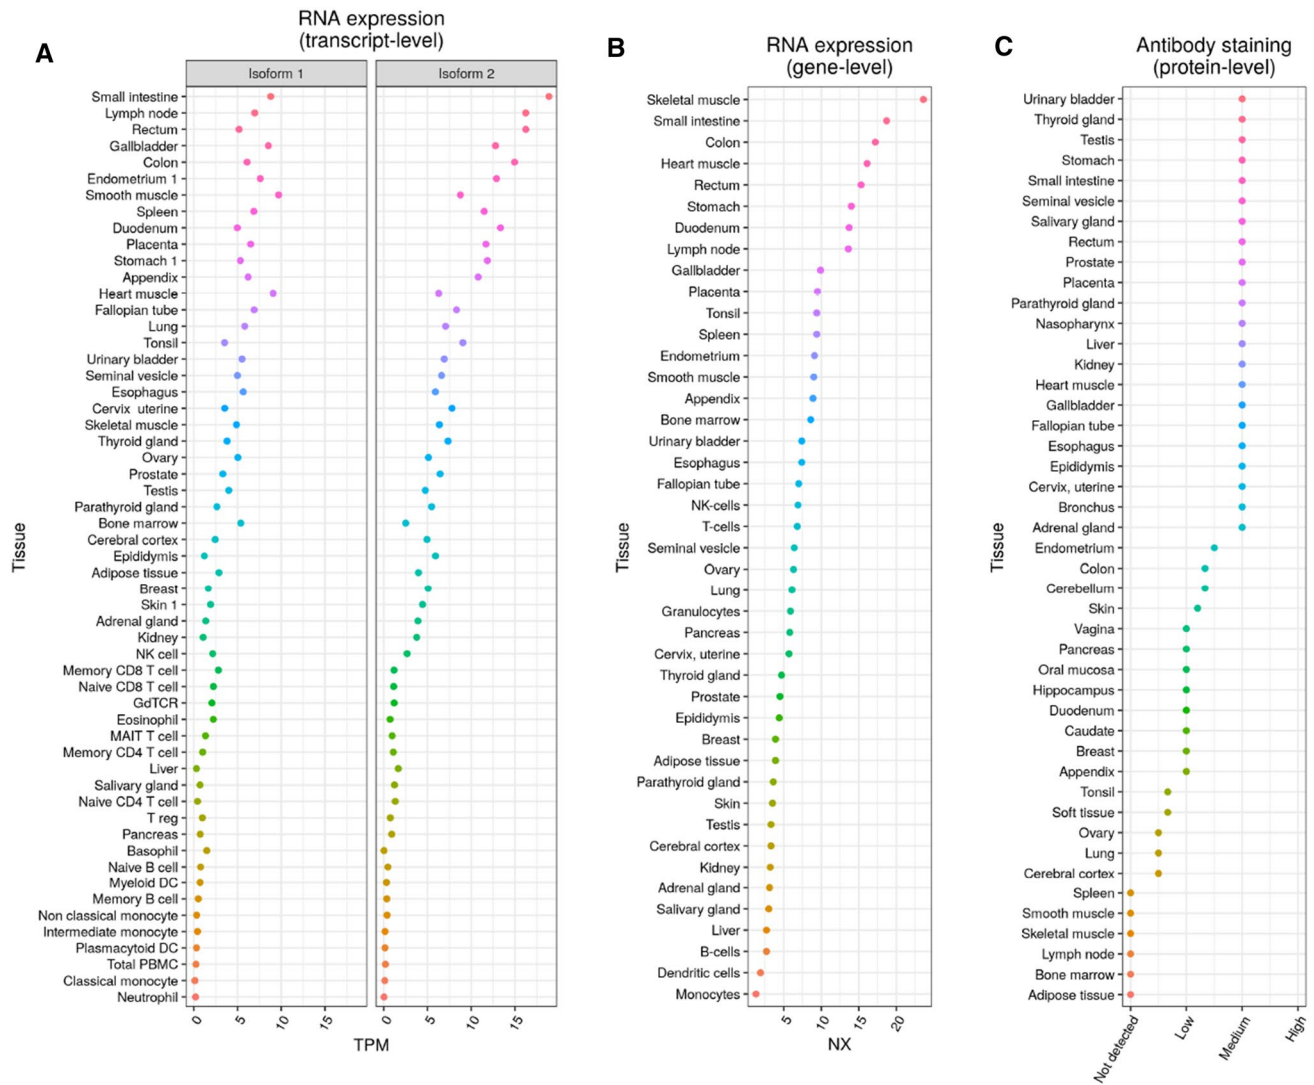 A
RNA expression
(transcript-level)
Isoform 1
Isoform 2
Small intestine
Lymph node
Rectum
Gallbladder
Colon
Endometrium 1
Smooth muscle
Spleen
Duodenum
Placenta
Stomach 1
Appendix
Heart muscle
Fallopian tube
Lung
Tonsil
Urinary bladder
Seminal vesicle
Esophagus
Cervix uterine
Skeletal muscle
Thyroid gland
Ovary
Prostate
Testis
Parathyroid gland
Bone marrow
Cerebral cortex
Epididymis
Adipose tissue
Breast
Skin 1
Adrenal gland
Kidney
NK cell
Memory CD8 T cell
Naive CD8 T cell
GdTCR
Eosinophil
MAIT T cell
Memory CD4 T cell
Liver
Salivary gland
Naive CD4 T cell
T reg
Pancreas
Basophil
Naive B cell
Myeloid DC
Memory B cell
Non classical monocyte
Intermediate monocyte
Plasmacytoid DC
Total PBMC
Classical monocyte
Neutrophil
Tissue
0 5 10 15
0 5 10 15
TPM
B
RNA expression
(gene-level)
Skeletal muscle
Small intestine
Colon
Heart muscle
Rectum
Stomach
Duodenum
Lymph node
Gallbladder
Placenta
Tonsil
Spleen
Endometrium
Smooth muscle
Appendix
Bone marrow
Urinary bladder
Esophagus
Fallopian tube
NK-cells
T-cells
Seminal vesicle
Ovary
Lung
Granulocytes
Pancreas
Cervix, uterine
Thyroid gland
Prostate
Epididymis
Breast
Adipose tissue
Parathyroid gland
Skin
Testis
Cerebral cortex
Kidney
Adrenal gland
Salivary gland
Liver
B-cells
Dendritic cells
Monocytes
Tissue
5 10 15 20
NX
C
Antibody staining
(protein-level)
Urinary bladder
Thyroid gland
Testis
Stomach
Small intestine
Seminal vesicle
Salivary gland
Rectum
Prostate
Placenta
Parathyroid gland
Nasopharynx
Liver
Kidney
Heart muscle
Gallbladder
Fallopian tube
Esophagus
Epididymis
Cervix, uterine
Bronchus
Adrenal gland
Endometrium
Colon
Cerebellum
Skin
Vagina
Pancreas
Oral mucosa
Hippocampus
Duodenum
Caudate
Breast
Appendix
Tonsil
Soft tissue
Ovary
Lung
Cerebral cortex
Spleen
Smooth muscle
Skeletal muscle
Lymph node
Bone marrow
Adipose tissue
Tissue
Not detected
Low
Medium
High